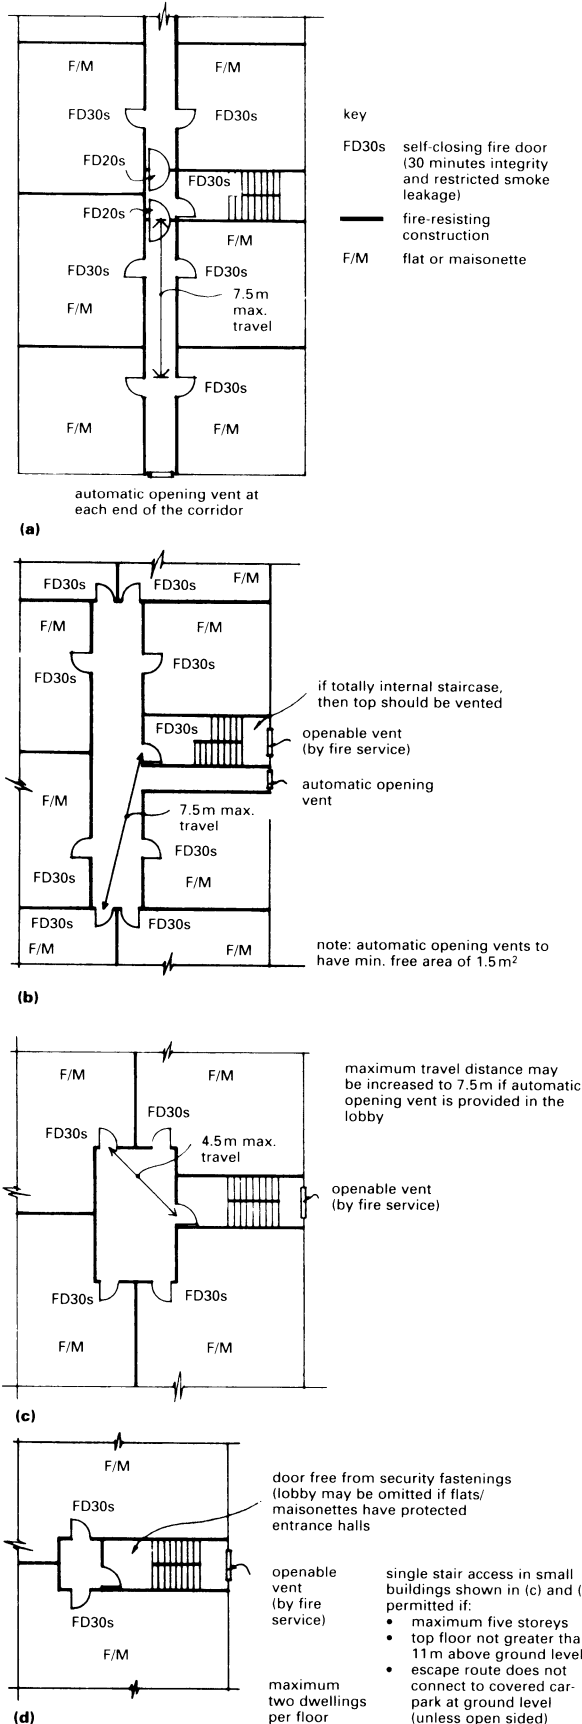 F/M
F/M
FD30s
FD30s
FD20s
FD30s
FD20s
F/M
FD30s
FD30s
7.5m
max.
travel
F/M
FD30s
F/M
F/M
automatic opening vent at
each end of the corridor
(a)
key
FD30s self-closing fire door
(30 minutes integrity
and restricted smoke
leakage)
fire-resisting
construction
F/M flat or maisonette
FD30s
FD30s
F/M
F/M
F/M
FD30s
FD30s
if totally internal staircase,
then top should be vented
FD30s
openable vent
(by fire service)
automatic opening
vent
F/M
7.5m max.
travel
FD30s
FD30s
F/M
FD30s
FD30s
F/M
F/M
note: automatic opening vents to
have min. free area of 1.5m²
(b)
F/M
F/M
maximum travel distance may
be increased to 7.5m if automatic
opening vent is provided in the
lobby
FD30s
FD30s
4.5m max.
travel
openable vent
(by fire service)
FD30s
FD30s
F/M
F/M
(c)
F/M
door free from security fastenings
(lobby may be omitted if flats/
maisonettes have protected
entrance halls
FD30s
openable
vent
(by fire
service)
FD30s
F/M
maximum
two dwellings
per floor
single stair access in small
buildings shown in (c) and (
permitted if:
• maximum five storeys
• top floor not greater tha
11m above ground level
• escape route does not
connect to covered car-
park at ground level
(unless open sided)
(d)